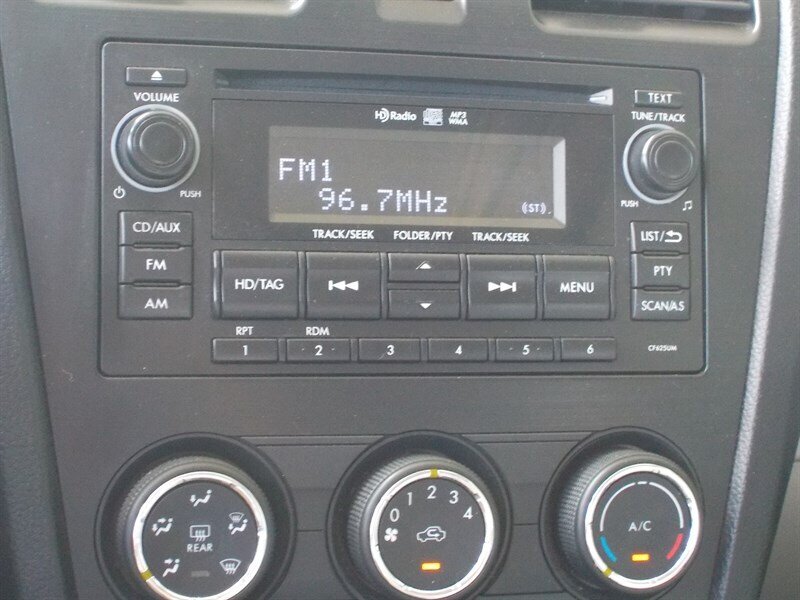 VOLUME
TEXT
HD Radio MP3 WMA
TUNE/TRACK
FM1
96.7MHz
((ST))
PUSH
PUSH
TRACK/SEEK FOLDER/PTY TRACK/SEEK
CD/AUX
LIST/
FM
HD/TAG
MENU
PTY
AM
SCAN/A.S
RPT RDM
1 2 3 4 5 6
CF625UM
0 1 2 3 4
REAR
A/C